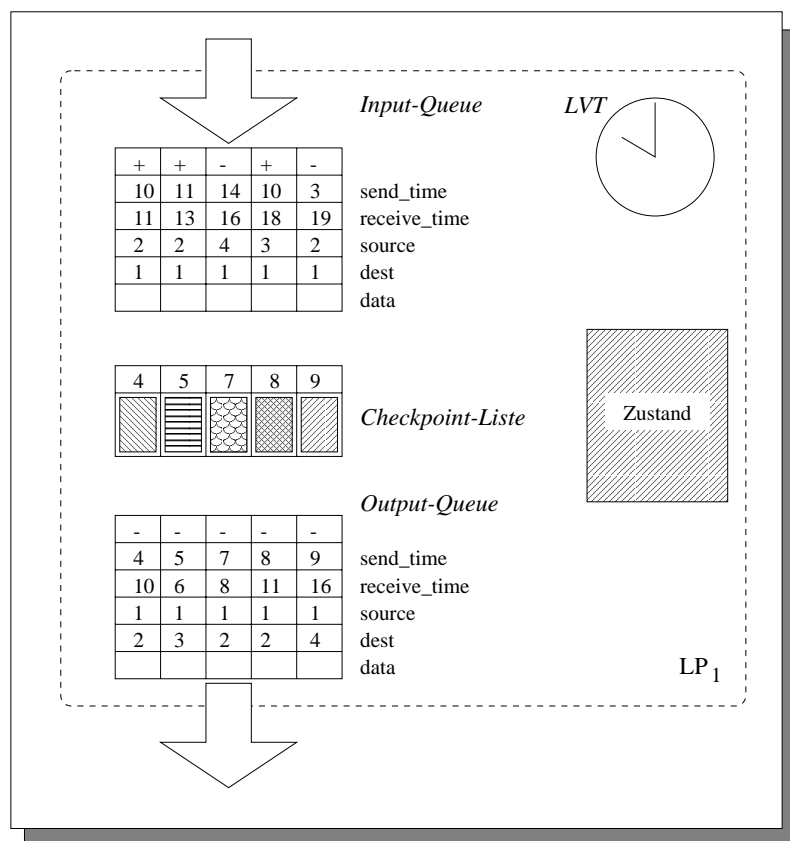 Input-Queue LVT
+ + - + -
10 11 14 10 3 send_time
11 13 16 18 19 receive_time
2 2 4 3 2 source
1 1 1 1 1 dest
data
4 5 7 8 9
Checkpoint-Liste
Zustand
Output-Queue
- - - - -
4 5 7 8 9 send_time
10 6 8 11 16 receive_time
1 1 1 1 1 source
2 3 2 2 4 dest
data
LP1